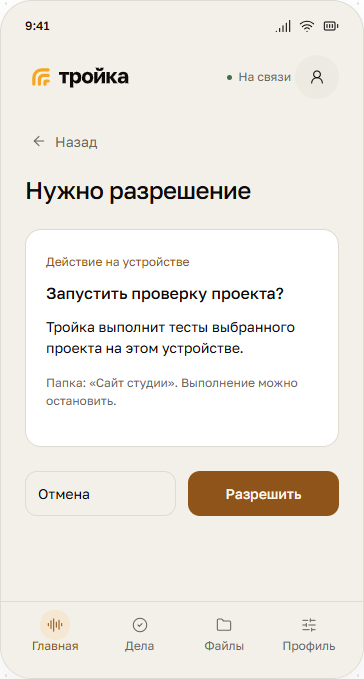 9:41
тройка
На связи
Назад
Нужно разрешение
Действие на устройстве
Запустить проверку проекта?
Тройка выполнит тесты выбранного
проекта на этом устройстве.
Папка: «Сайт студии». Выполнение можно
остановить.
Отмена
Разрешить
Главная
Дела
Файлы
Профиль